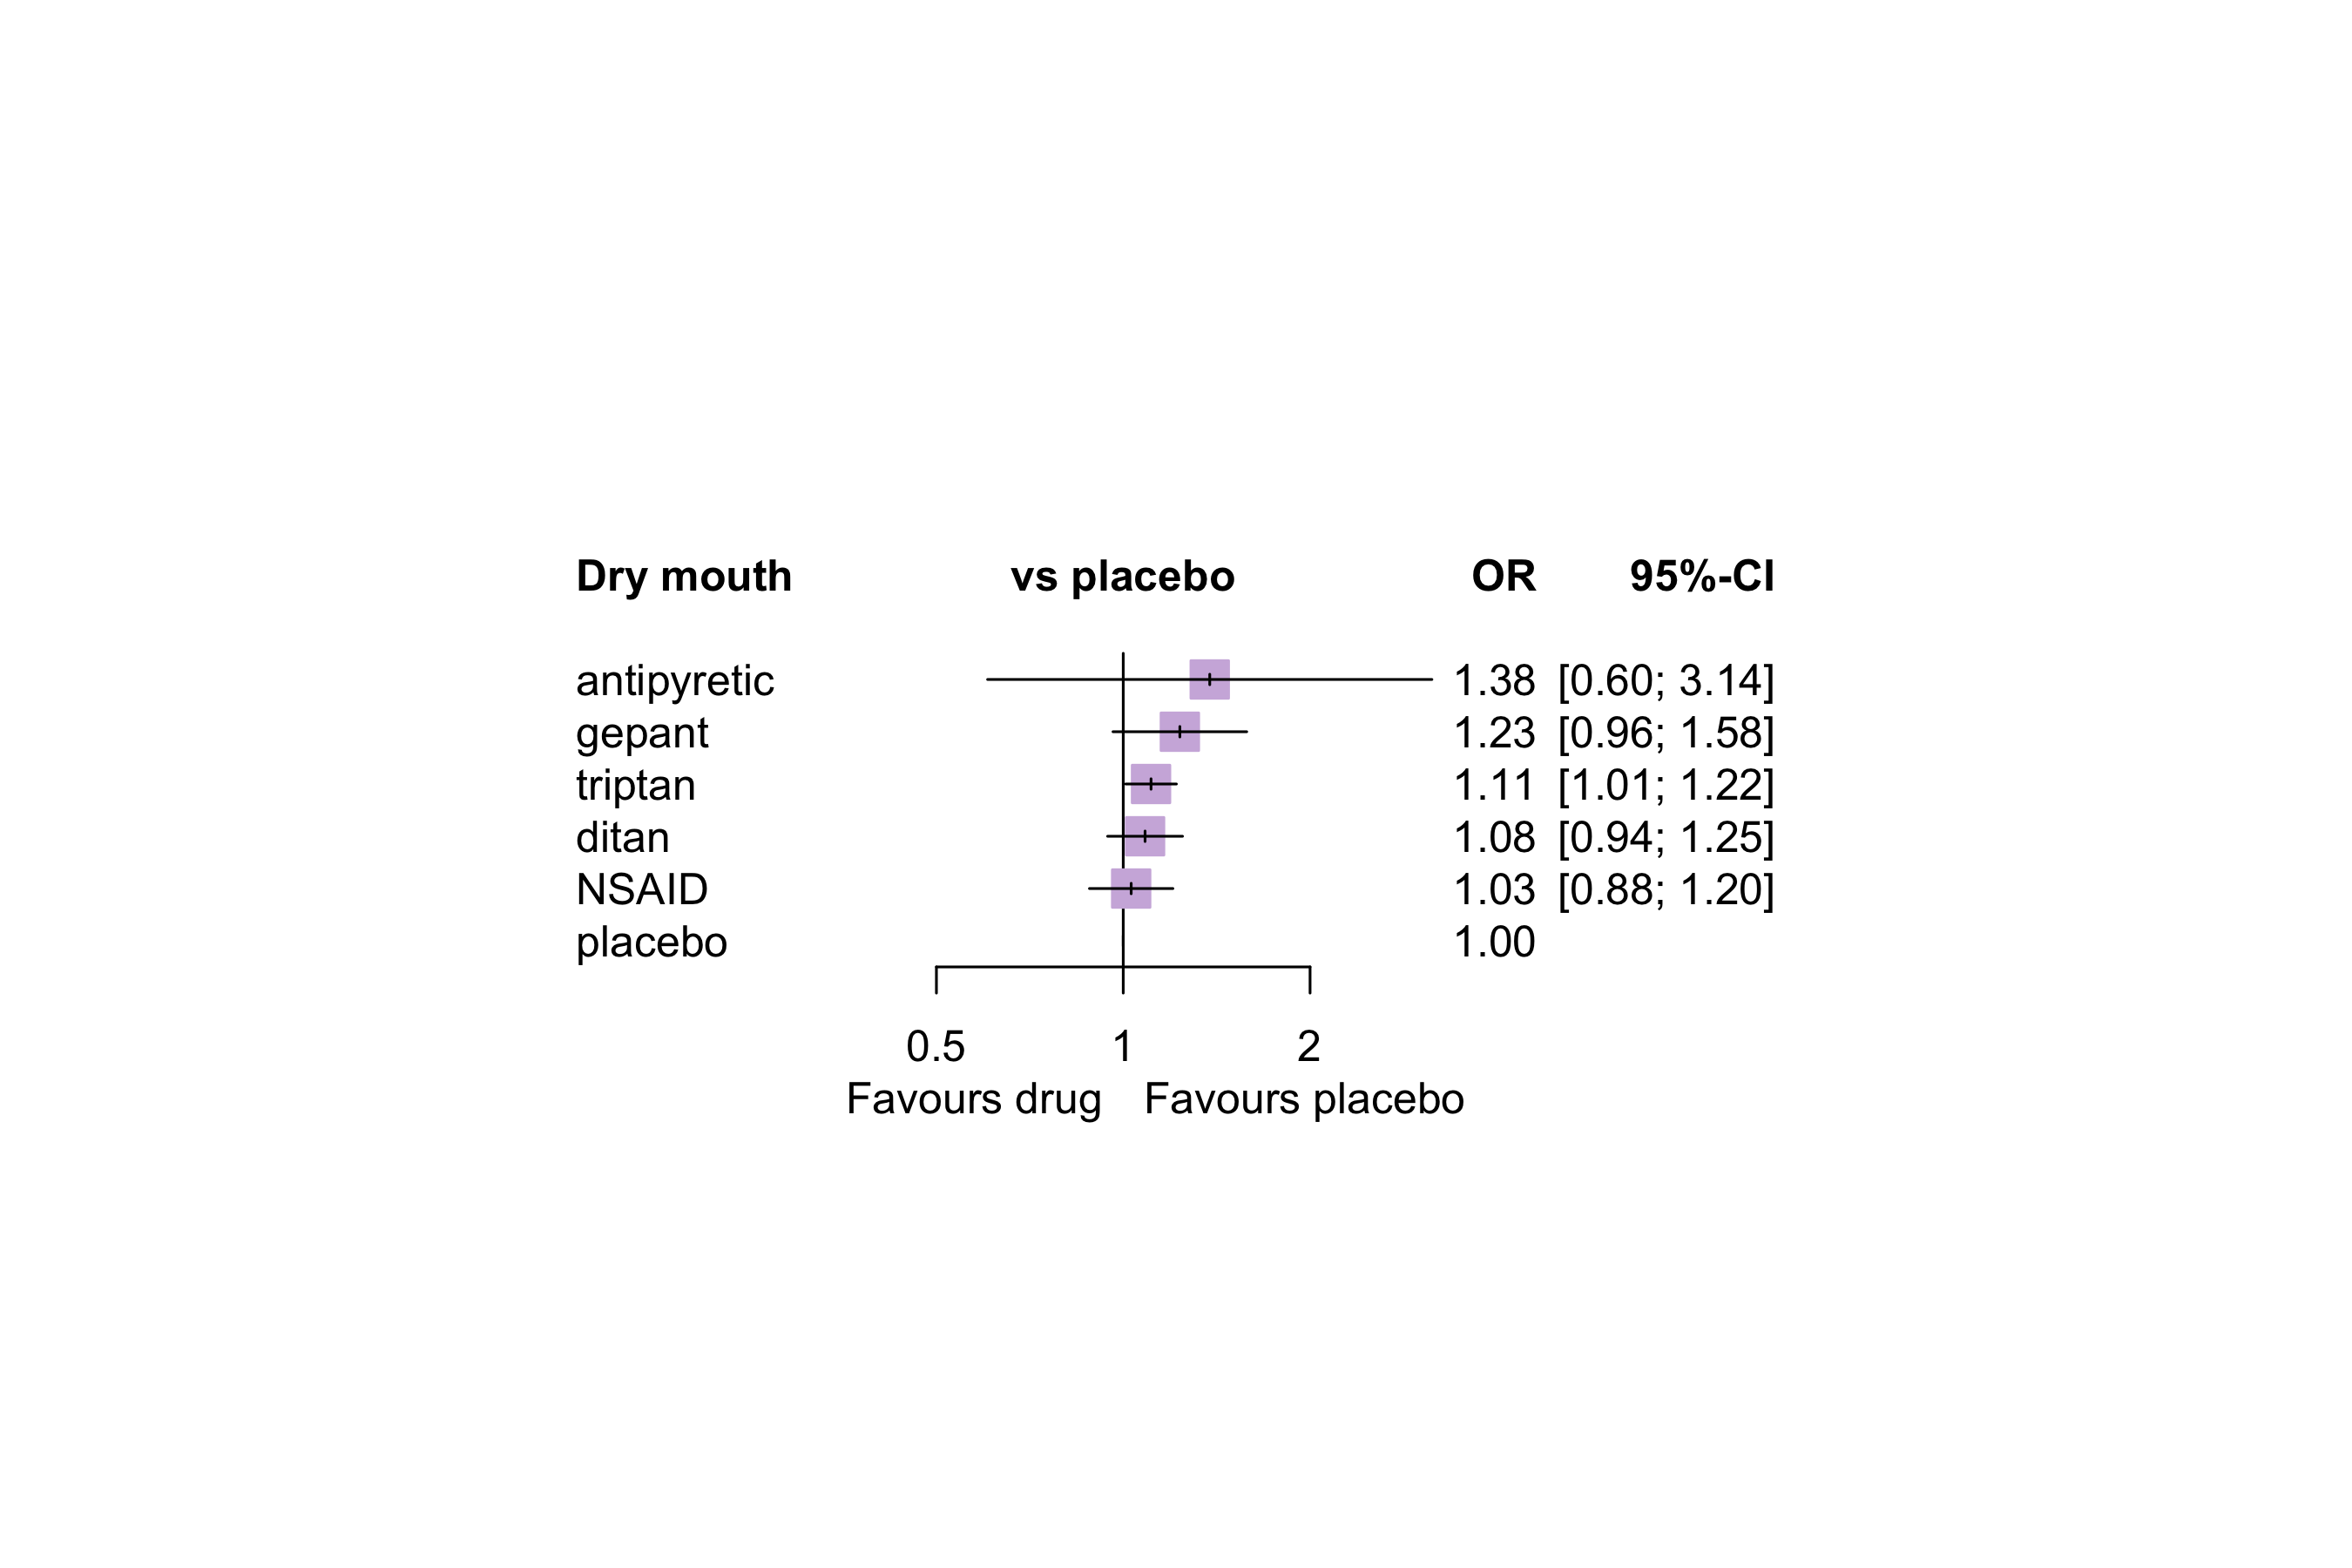 Dry mouth vs placebo OR 95%-CI
antipyretic 1.38 [0.60; 3.14]
gepant 1.23 [0.96; 1.58]
triptan 1.11 [1.01; 1.22]
ditan 1.08 [0.94; 1.25]
NSAID 1.03 [0.88; 1.20]
placebo 1.00
0.5 1 2
Favours drug Favours placebo